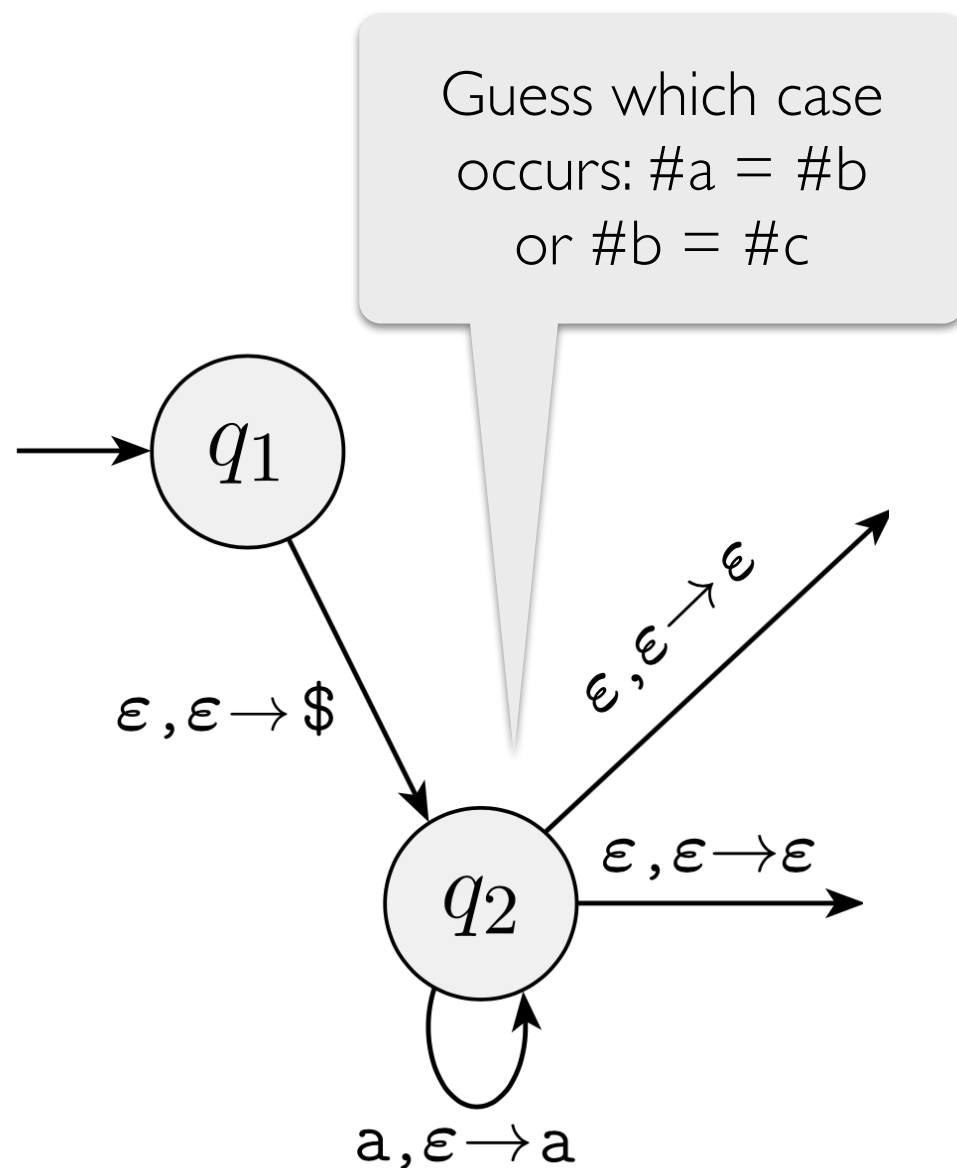 Guess which case
occurs: #a = #b
or #b = #c
q₁
ε,ε→ε
ε,ε→$
ε,ε→ε
q₂
a,ε→a